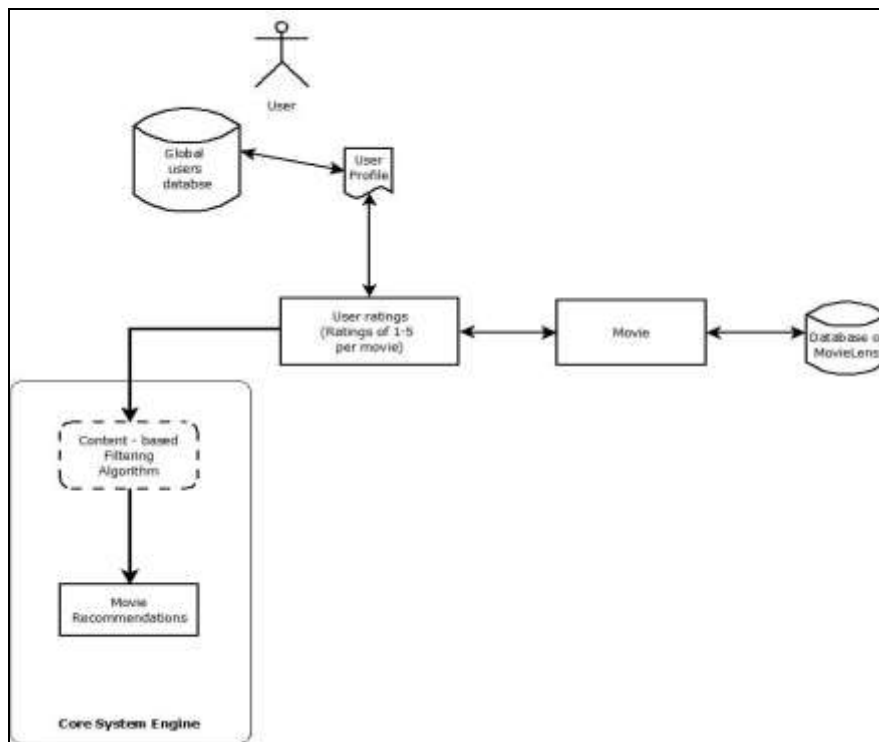 User
Global
users
databse
User
Profile
User ratings
(Ratings of 1-5
per movie)
Movie
Database o
MovieLens
Content - based
Filtering
Algorithm
Movie
Recommendations
Core System Engine